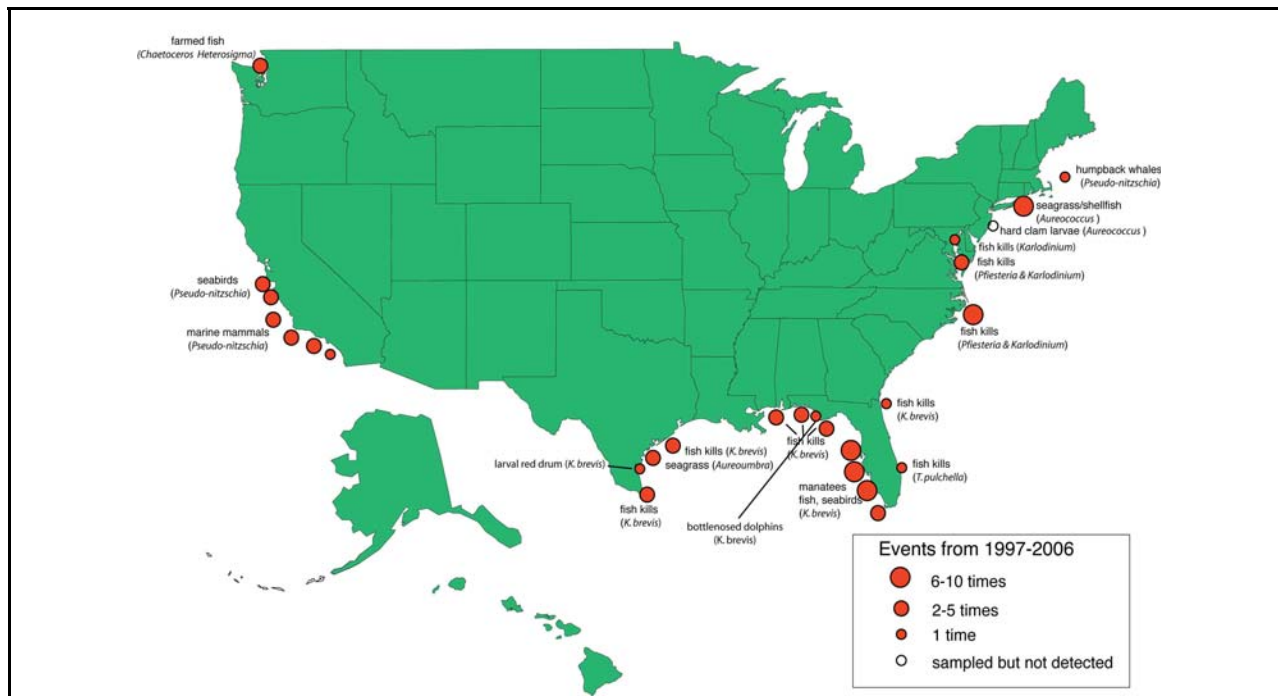 farmed fish
(Chaetoceros Heterosigma)
humpback whales
(Pseudo-nitzschia)
seagrass/shellfish
(Aureococcus )
hard clam larvae (Aureococcus )
fish kills (Karlodinium)
fish kills
(Pfiesteria & Karlodinium)
seabirds
(Pseudo-nitzschia)
marine mammals
(Pseudo-nitzschia)
fish kills
(Pfiesteria & Karlodinium)
fish kills
(K. brevis)
fish kills
(K. brevis)
fish kills (K. brevis)
seagrass (Aureoumbra)
larval red drum (K. brevis)
fish kills
(K. brevis)
fish kills
(T. pulchella)
manatees
fish, seabirds
(K. brevis)
bottlenosed dolphins
(K. brevis)
Events from 1997-2006
6-10 times
2-5 times
1 time
sampled but not detected